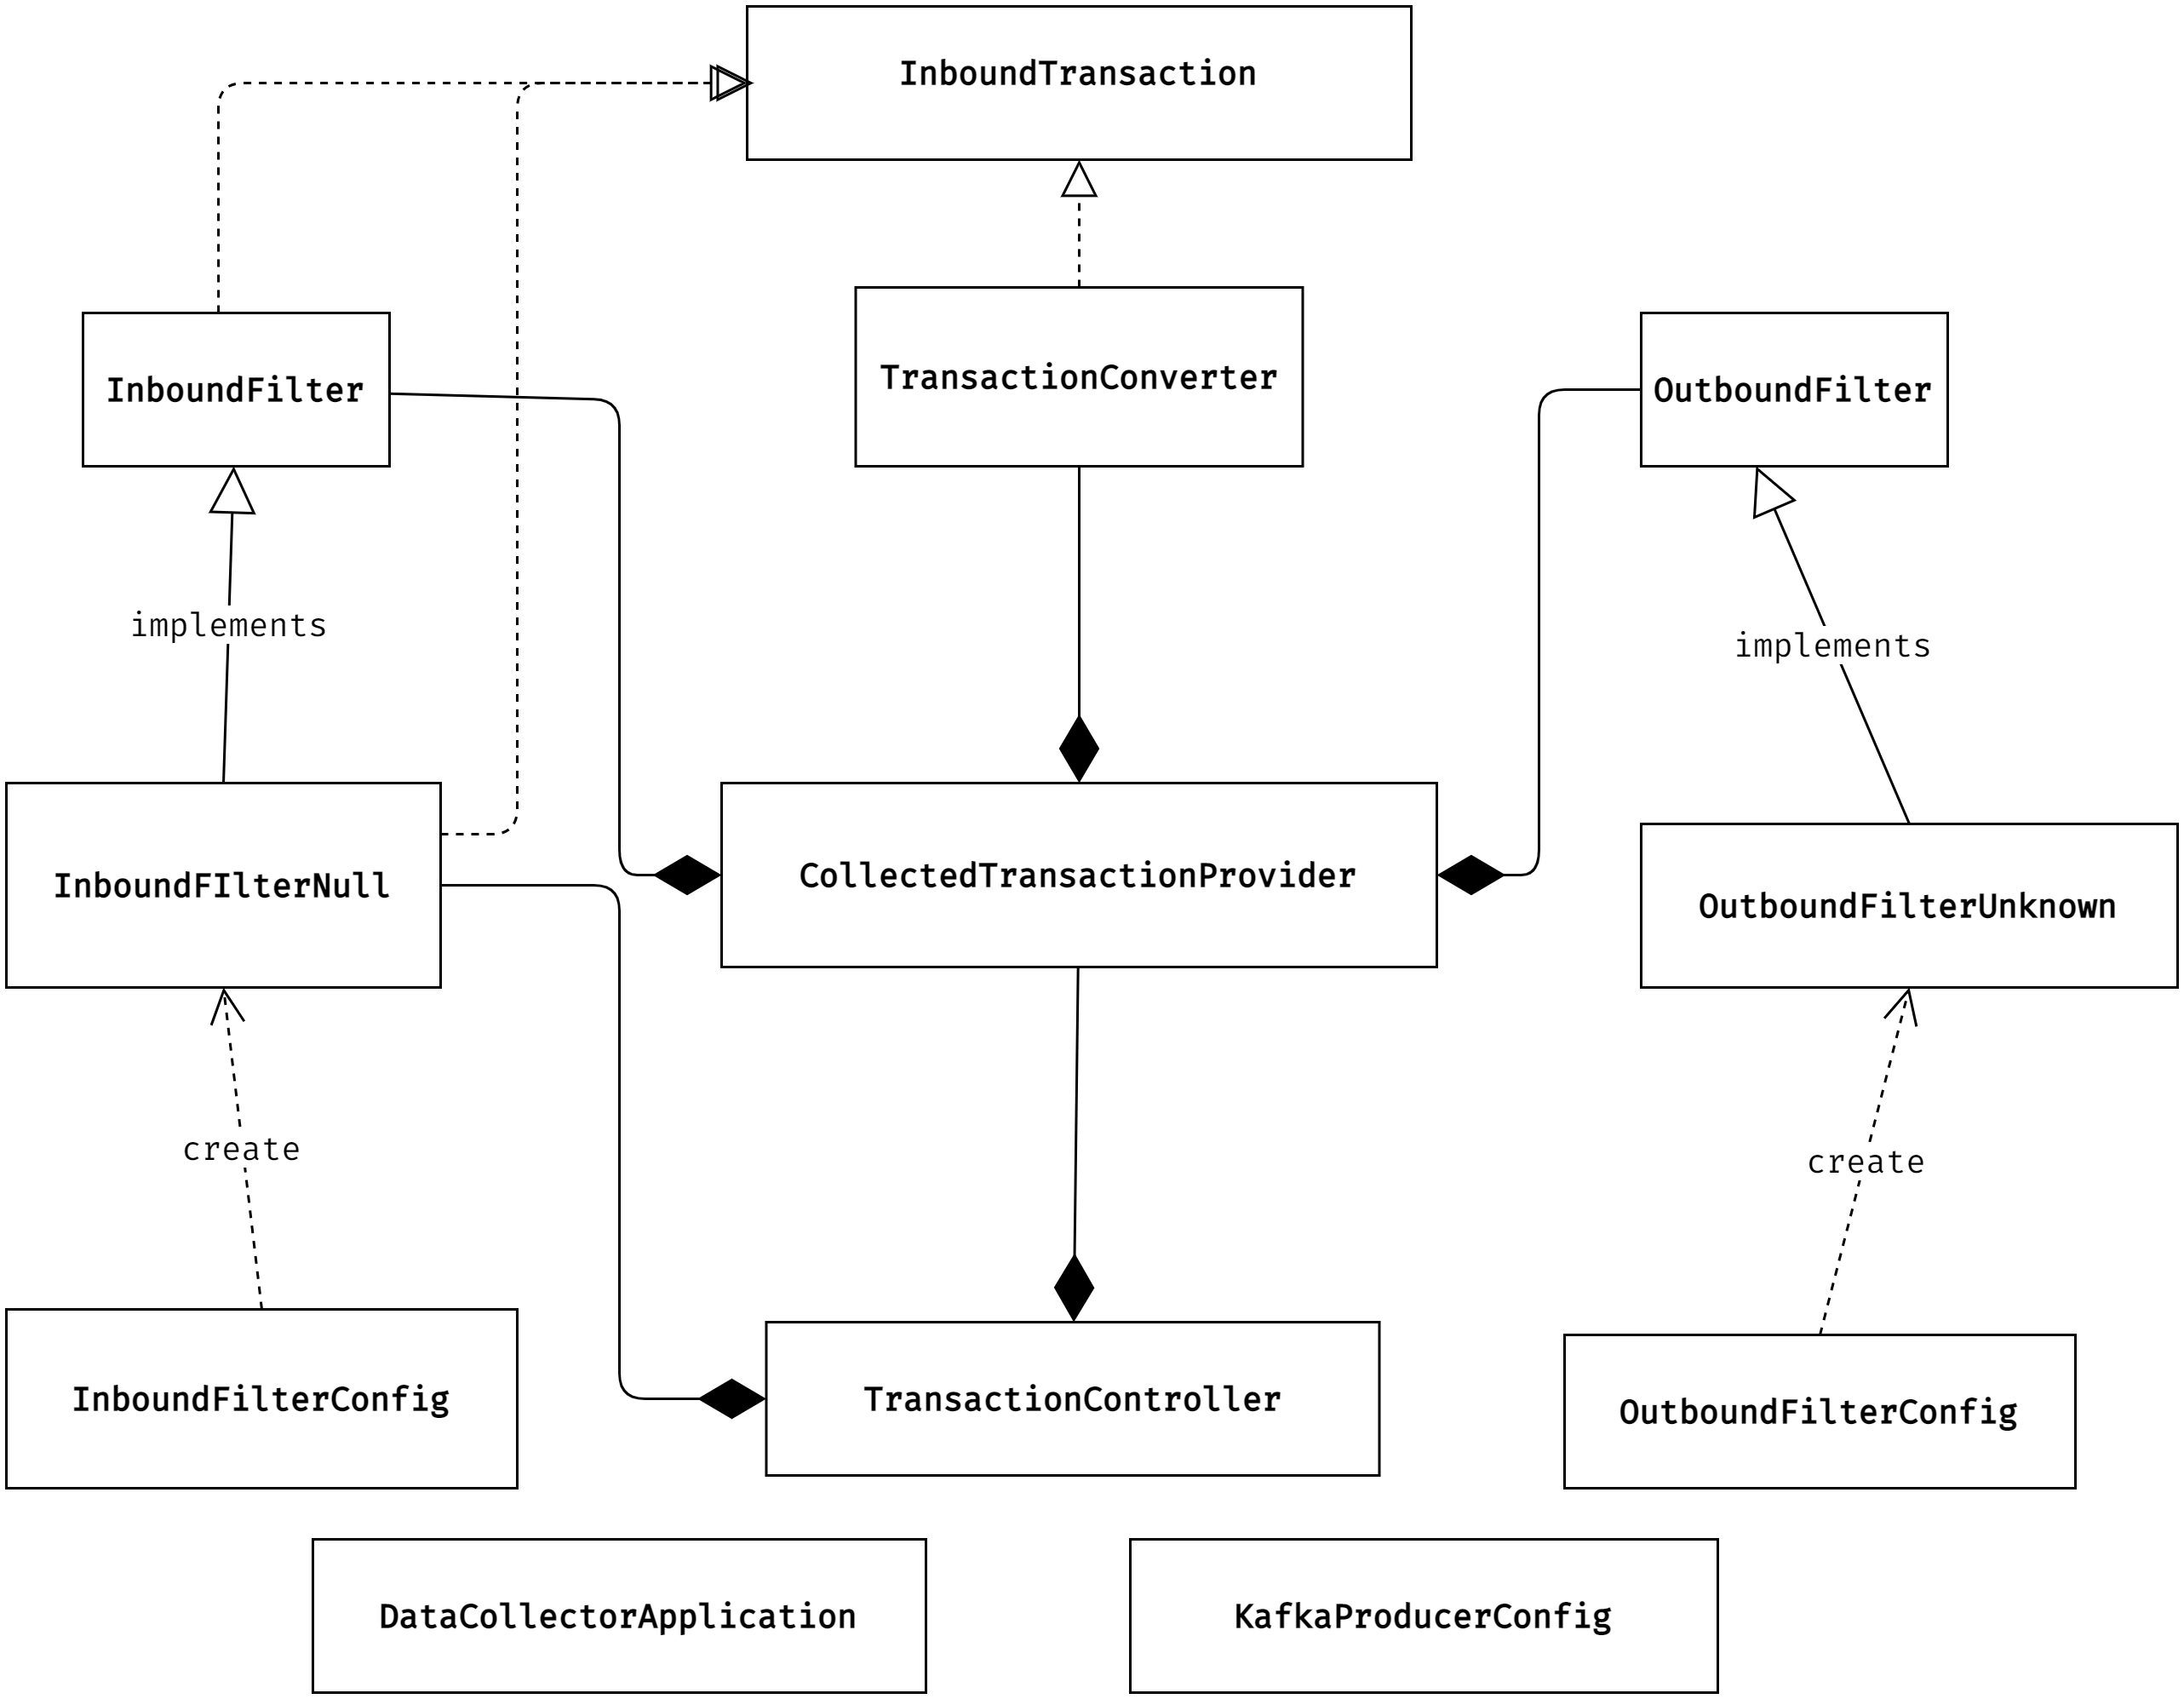 InboundTransaction
TransactionConverter
InboundFilter
OutboundFilter
implements
implements
CollectedTransactionProvider
InboundFIlterNull
OutboundFilterUnknown
create
create
InboundFilterConfig
TransactionController
OutboundFilterConfig
DataCollectorApplication
KafkaProducerConfig